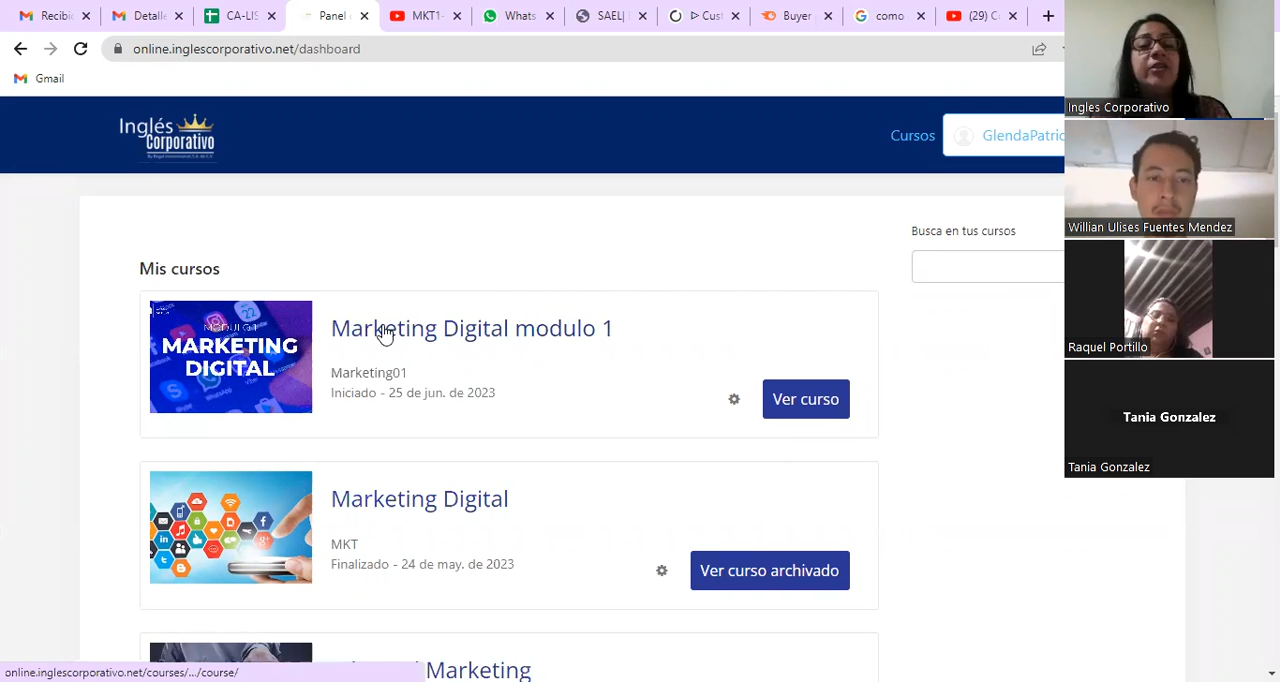 Recibid
Detalle
CA-LIS
Panel
MKT1-
Whats
SAEL|
Cust
Buyer
como
(29) C
online.inglescorporativo.net/dashboard
Gmail
Inglés
Corporativo
Cursos
GlendaPatric
Mis cursos
Busca en tus cursos
MARKETING
DIGITAL
Marketing Digital modulo 1
Marketing01
Iniciado - 25 de jun. de 2023
Ver curso
Marketing Digital
MKT
Finalizado - 24 de may. de 2023
Ver curso archivado
Marketing
online.inglescorporativo.net/courses/.../course/
Ingles Corporativo
Willian Ulises Fuentes Mendez
Raquel Portillo
Tania Gonzalez
Tania Gonzalez